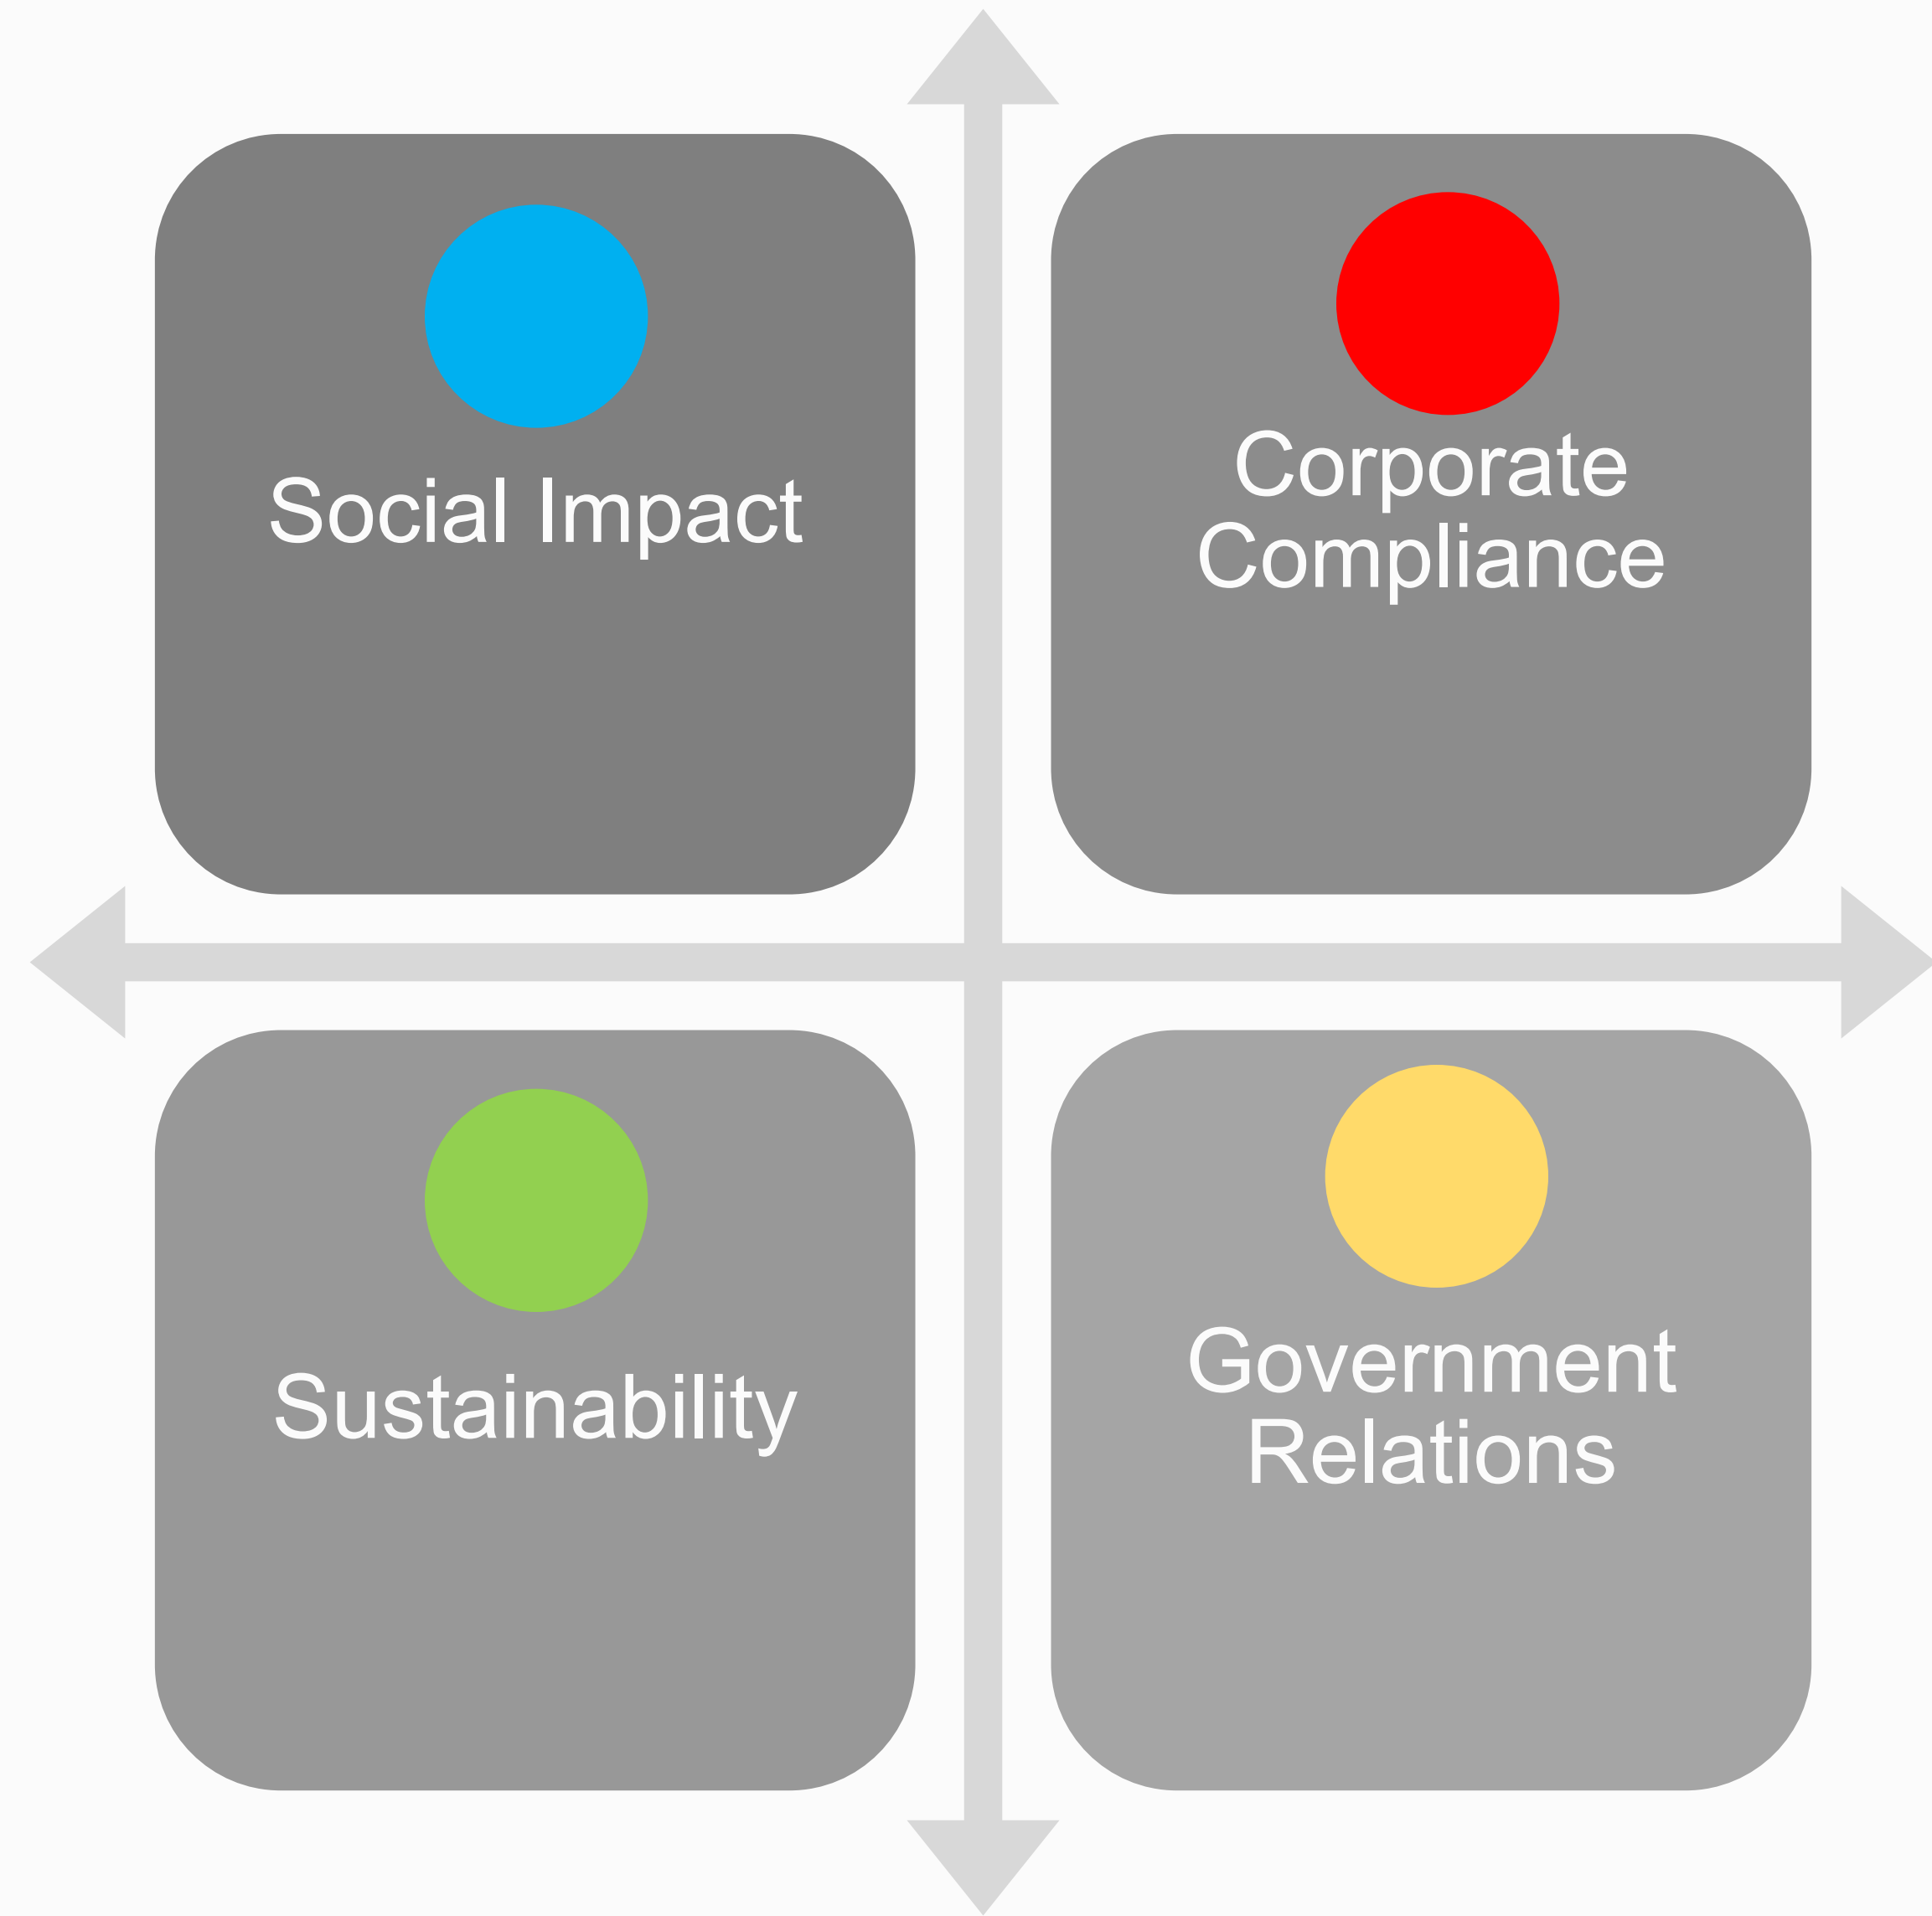 Social Impact
Corporate
Compliance
Sustainability
Government
Relations